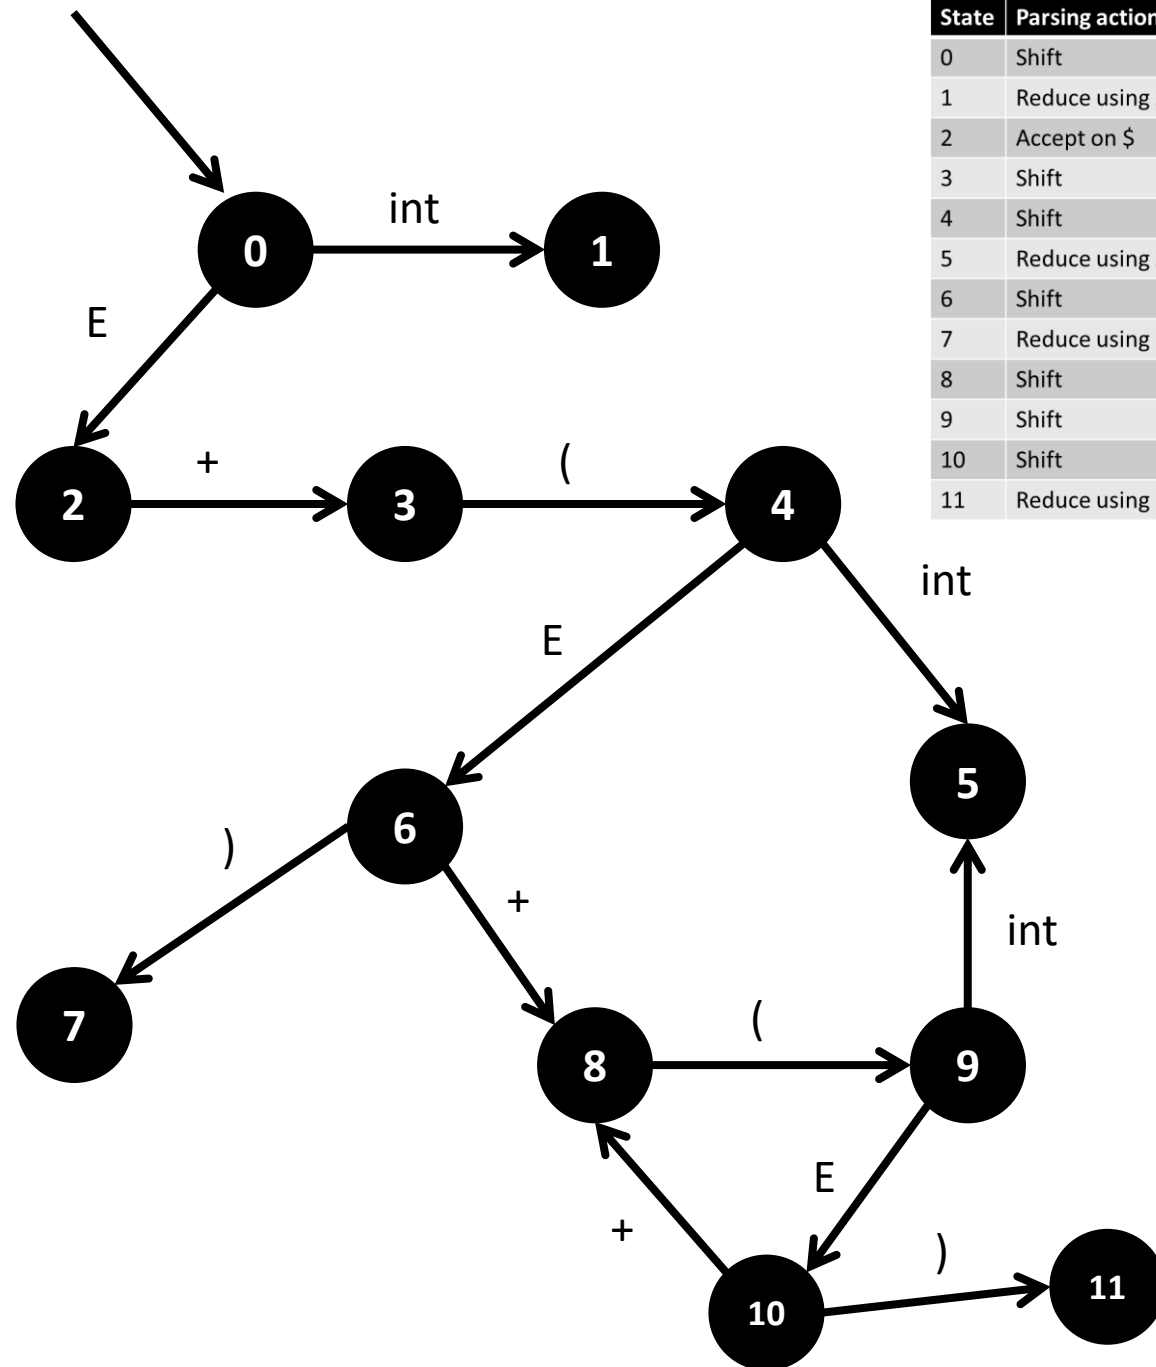 State Parsing action
0 Shift
1 Reduce using
2 Accept on $
3 Shift
4 Shift
5 Reduce using
6 Shift
7 Reduce using
8 Shift
9 Shift
10 Shift
11 Reduce using
int
0
1
E
+
(
2
3
4
int
E
5
6
)
+
int
7
(
8
9
E
+
)
10
11